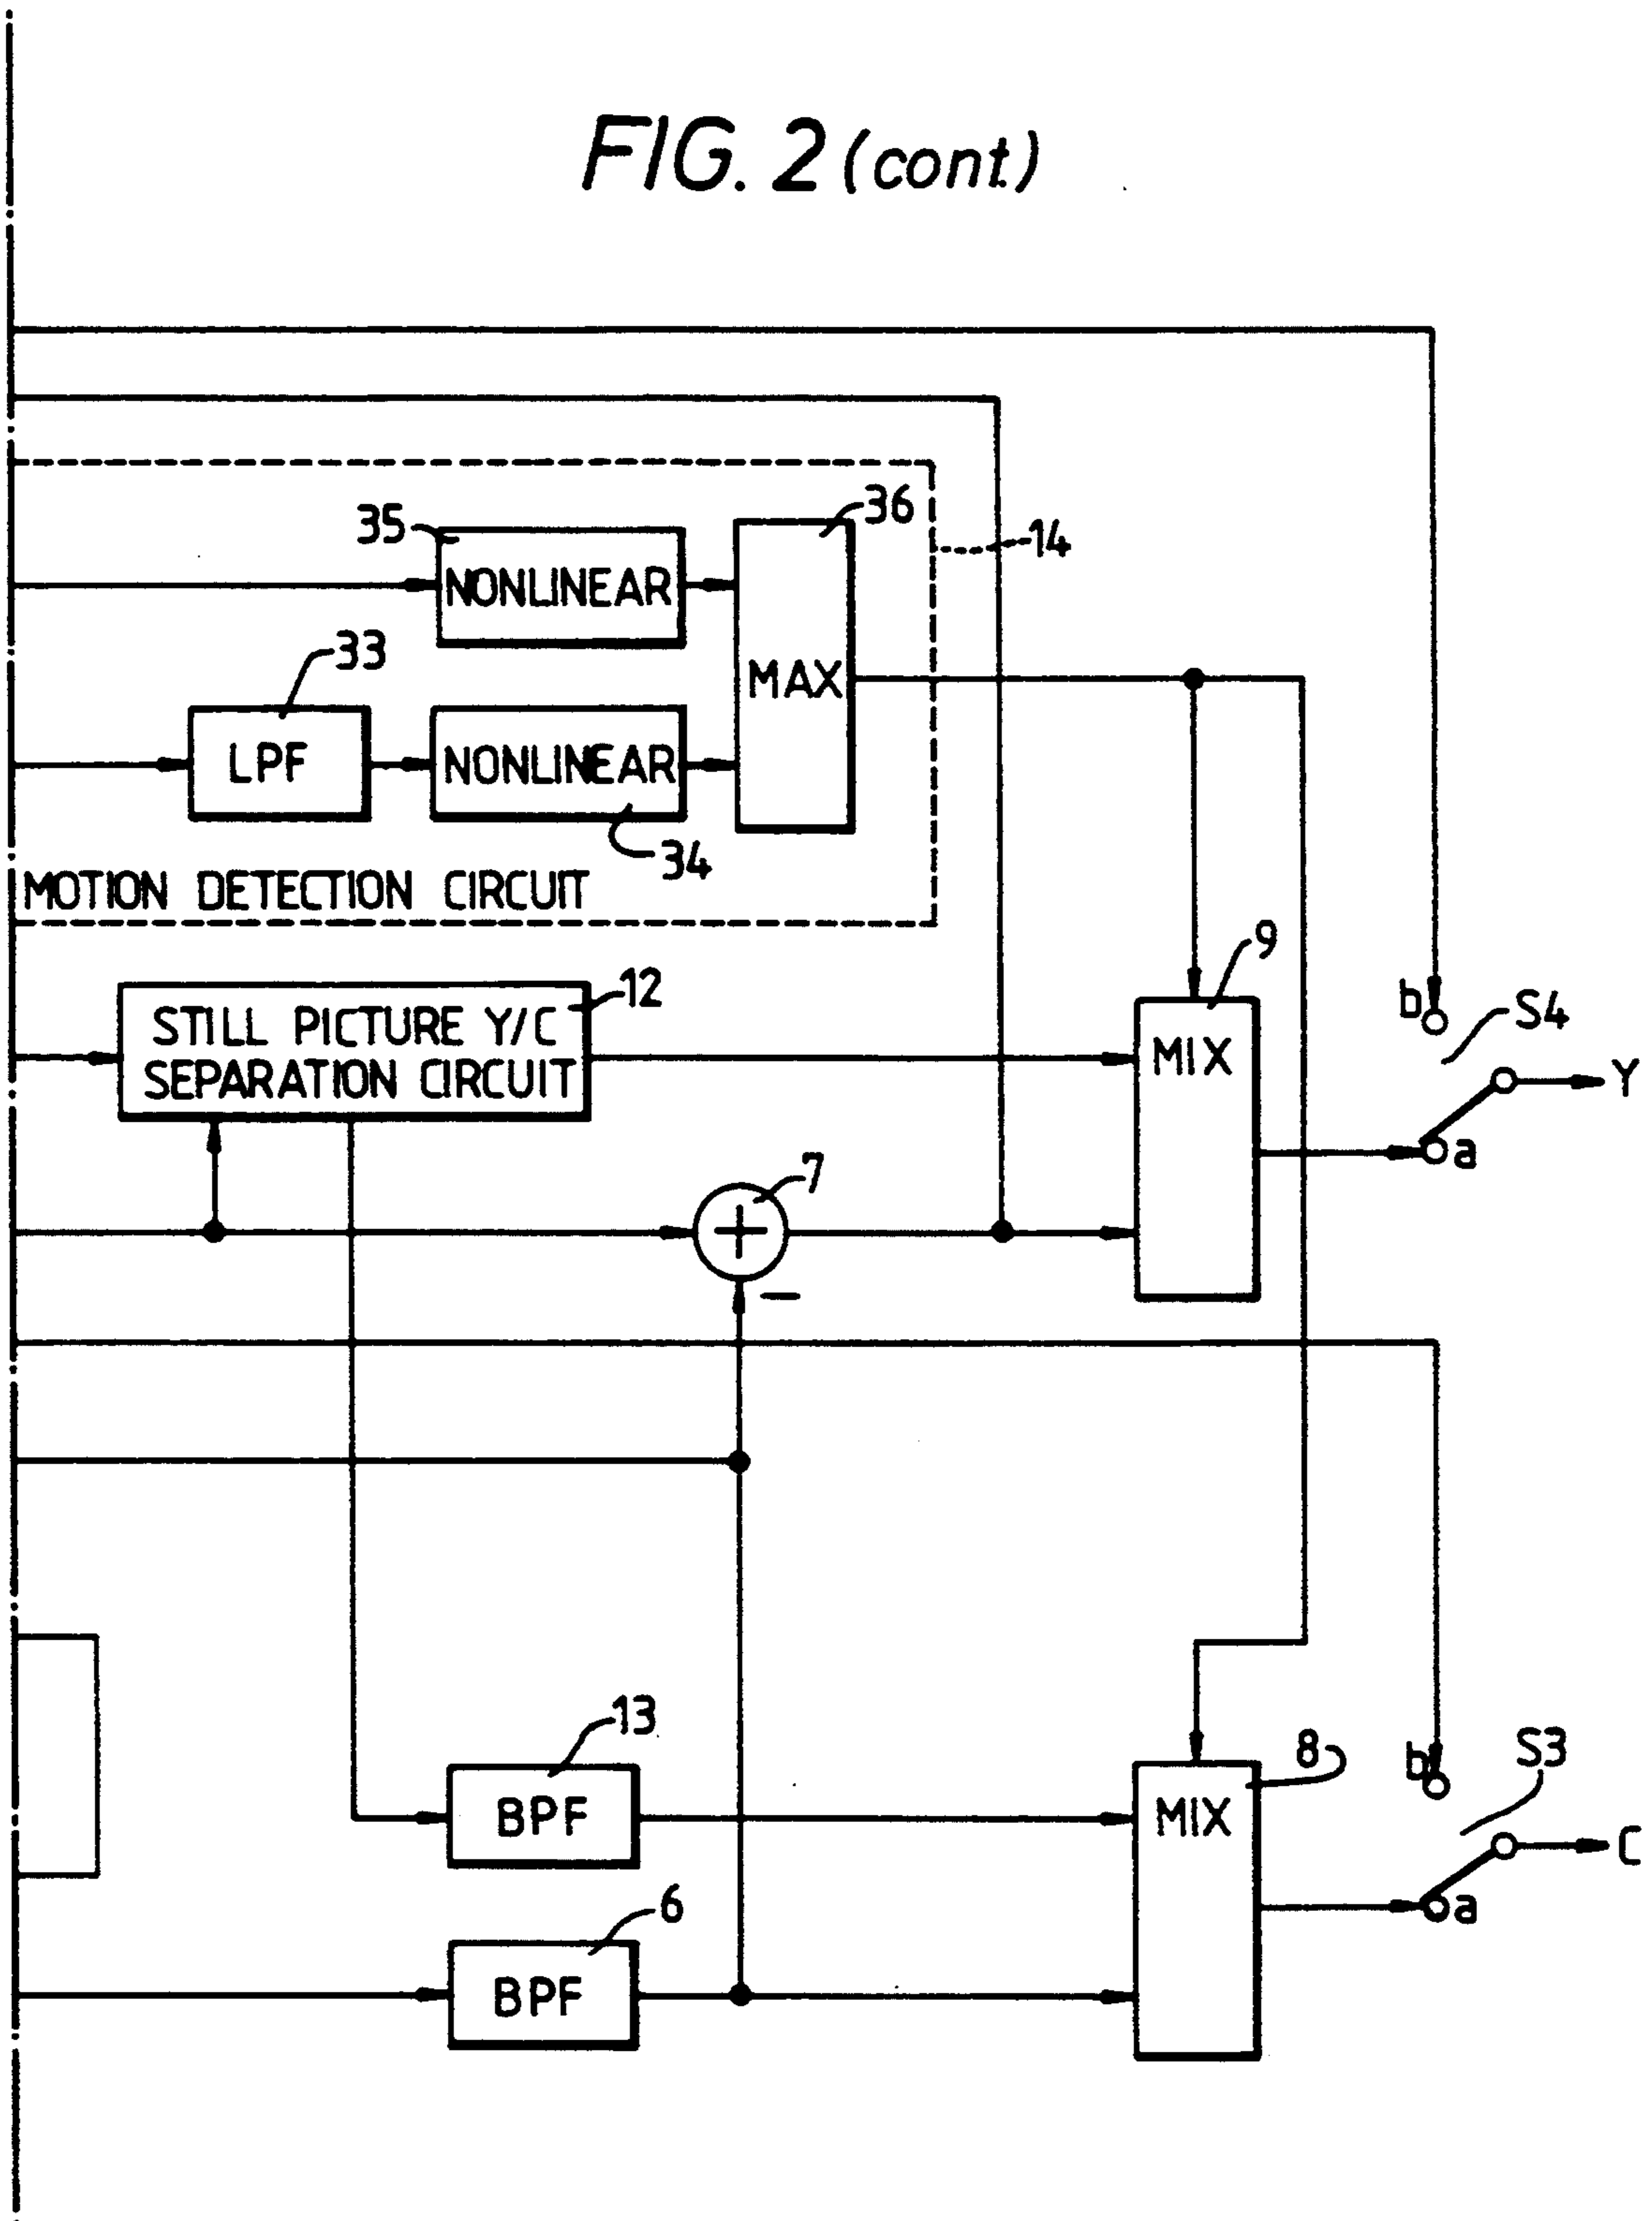 FIG. 2 (cont.)
36
35
14
NONLINEAR
33
MAX
LPF
NONLINEAR
34
MOTION DETECTION CIRCUIT
9
12
b
S4
STILL PICTURE Y/C
SEPARATION CIRCUIT
MIX
Y
a
7
+
−
13
8
S3
b
BPF
MIX
C
6
a
BPF